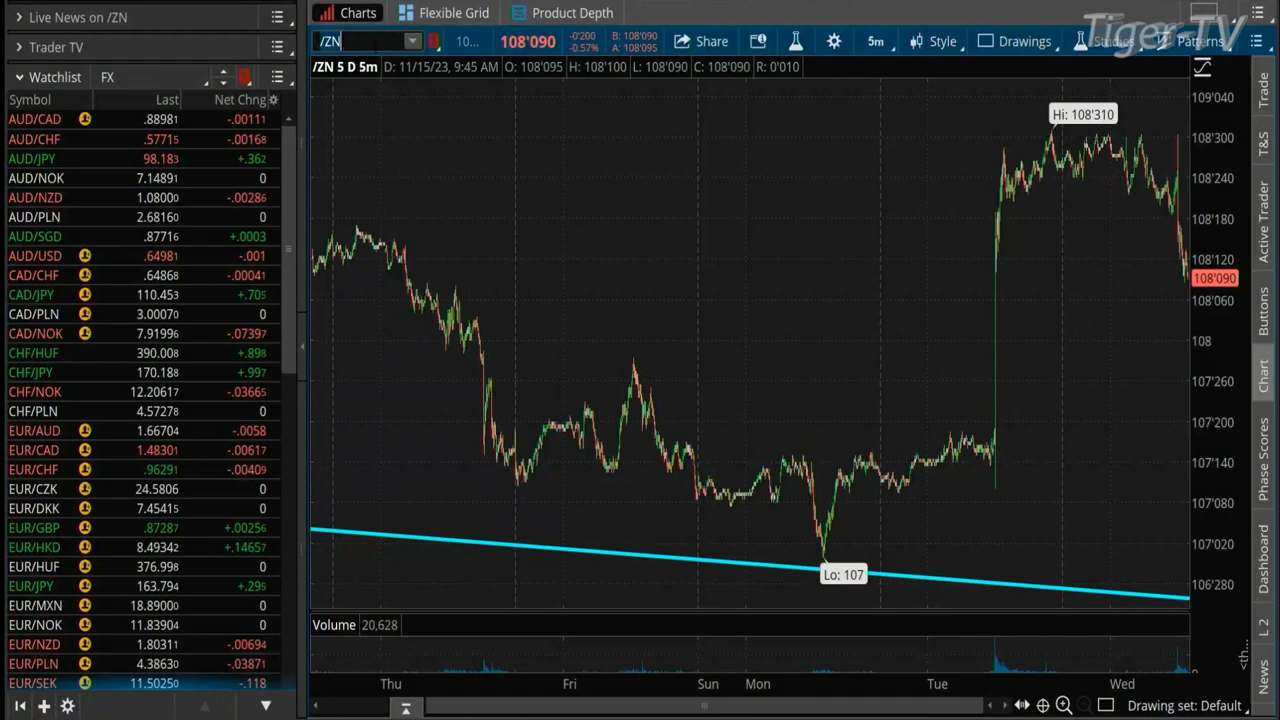 Live News on /ZN
Trader TV
Watchlist FX
Symbol Last Net Chng
AUD/CAD .88981 -.00111
AUD/CHF .57715 -.00168
AUD/JPY 98.183 +.362
AUD/NOK 7.14891 0
AUD/NZD 1.08000 -.00286
AUD/PLN 2.68160 0
AUD/SGD .87716 +.0003
AUD/USD .64981 -.001
CAD/CHF .64868 -.00041
CAD/JPY 110.453 +.705
CAD/PLN 3.00070 0
CAD/NOK 7.91996 -.07397
CHF/HUF 390.008 +.898
CHF/JPY 170.188 +.997
CHF/NOK 12.20617 -.03665
CHF/PLN 4.57278 0
EUR/AUD 1.66704 -.0058
EUR/CAD 1.48301 -.00617
EUR/CHF .96291 -.00409
EUR/CZK 24.5806 0
EUR/DKK 7.45415 0
EUR/GBP .87287 +.00256
EUR/HKD 8.49342 +.14657
EUR/HUF 376.998 0
EUR/JPY 163.794 +.295
EUR/MXN 18.89000 0
EUR/NOK 11.83904 0
EUR/NZD 1.80311 -.00694
EUR/PLN 4.38630 -.03871
EUR/SEK 11.50250 -.118
Charts Flexible Grid Product Depth
Tiger-TV
/ZN 10... 108'090 -0'200 -0.57% B: 108'090 A: 108'095 Share 5m Style Drawings Studies Patterns
/ZN 5 D 5m D: 11/15/23, 9:45 AM O: 108'095 H: 108'100 L: 108'090 C: 108'090 R: 0'010
109'040
Hi: 108'310
108'300
108'240
108'180
108'120
108'090
108'060
108
107'260
107'200
107'140
107'080
107'020
Lo: 107
106'280
Volume 20,628
0
Thu Fri Sun Mon Tue Wed
Drawing set: Default
Trade
T&S
Active Trader
Buttons
Chart
Phase Scores
Dashboard
L 2
News
<th...